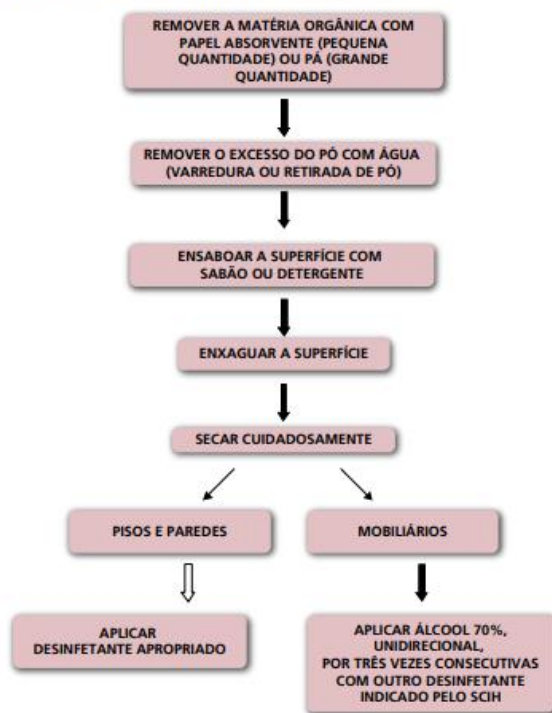 REMOVER A MATÉRIA ORGÂNICA COM
PAPEL ABSORVENTE (PEQUENA
QUANTIDADE) OU PÁ (GRANDE
QUANTIDADE)
REMOVER O EXCESSO DO PÓ COM ÁGUA
(VARREDURA OU RETIRADA DE PÓ)
ENSABOAR A SUPERFÍCIE COM
SABÃO OU DETERGENTE
ENXAGUAR A SUPERFÍCIE
SECAR CUIDADOSAMENTE
PISOS E PAREDES
MOBILIÁRIOS
APLICAR
DESINFETANTE APROPRIADO
APLICAR ÁLCOOL 70%,
UNIDIRECIONAL,
POR TRÊS VEZES CONSECUTIVAS
COM OUTRO DESINFETANTE
INDICADO PELO SCIH